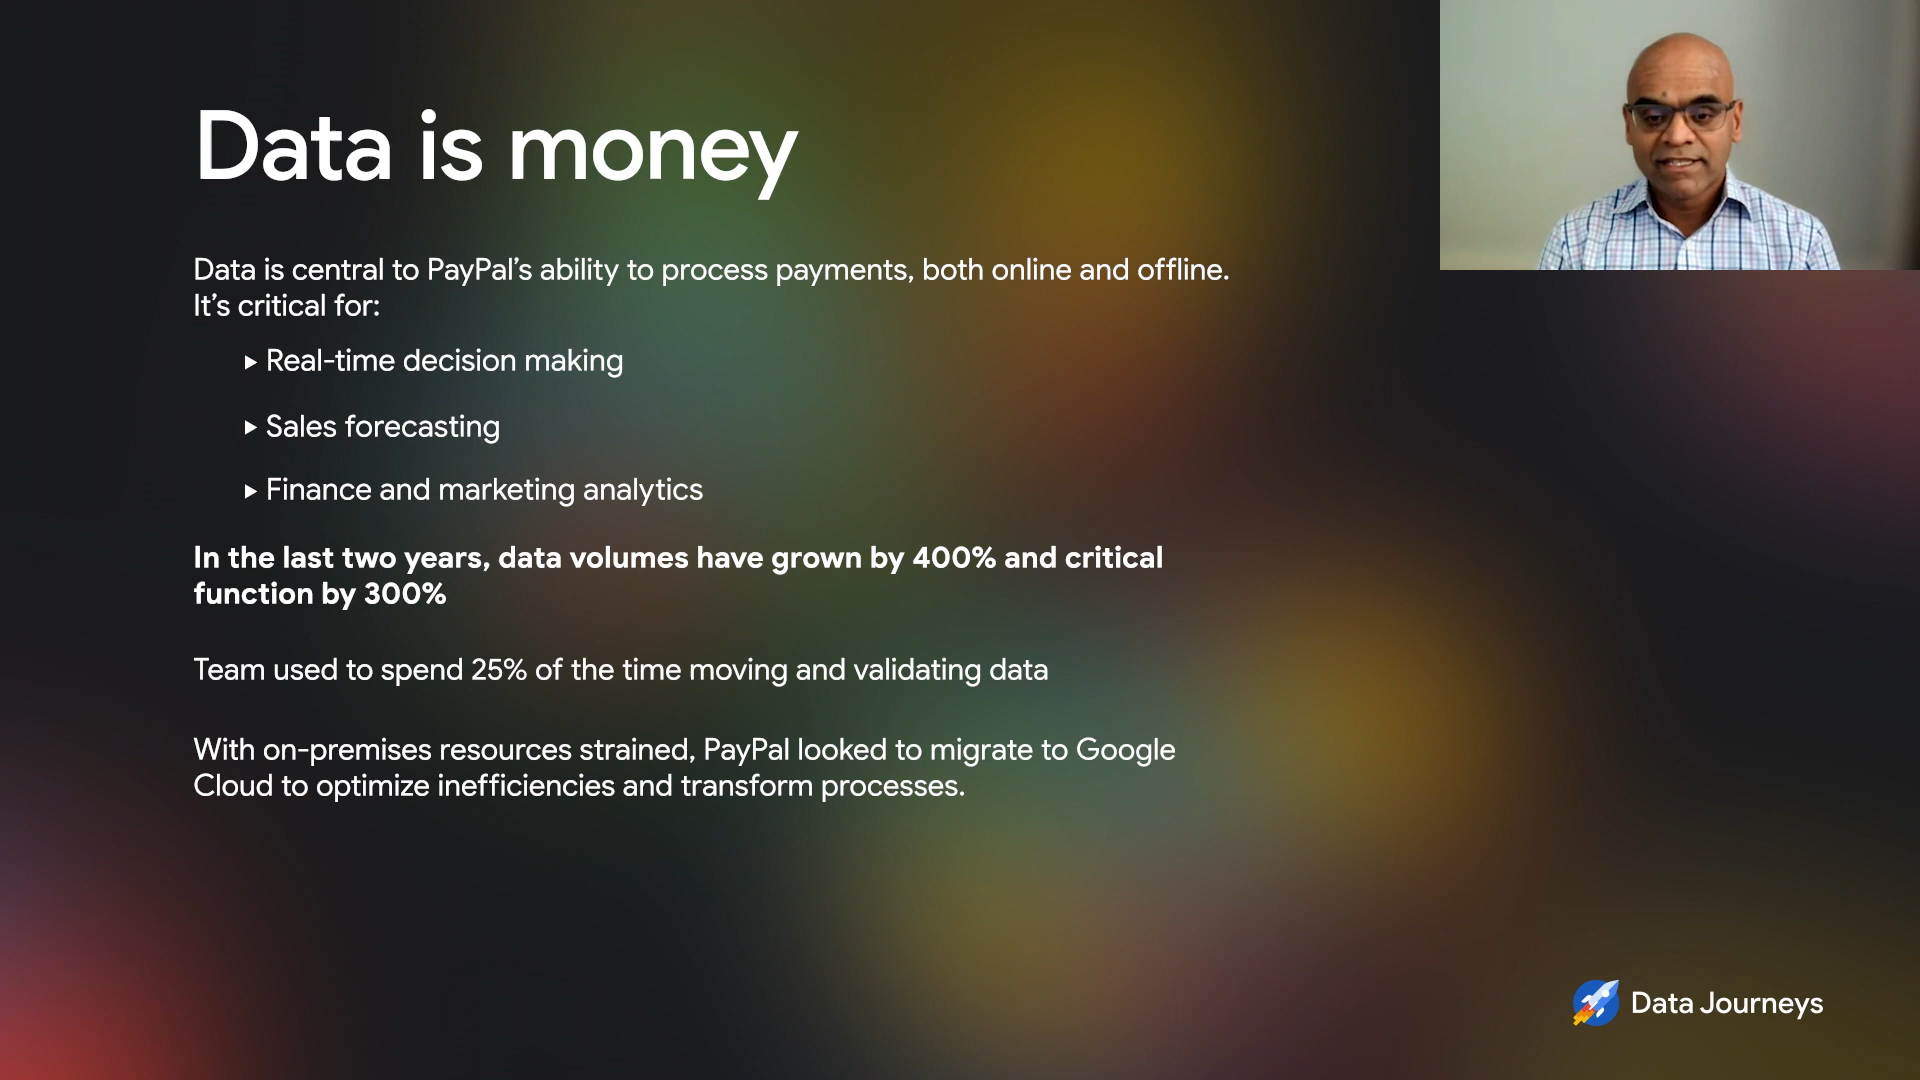 Data is money
Data is central to PayPal’s ability to process payments, both online and offline.
It’s critical for:
▸ Real-time decision making
▸ Sales forecasting
▸ Finance and marketing analytics
In the last two years, data volumes have grown by 400% and critical
function by 300%
Team used to spend 25% of the time moving and validating data
With on-premises resources strained, PayPal looked to migrate to Google
Cloud to optimize inefficiencies and transform processes.
Data Journeys